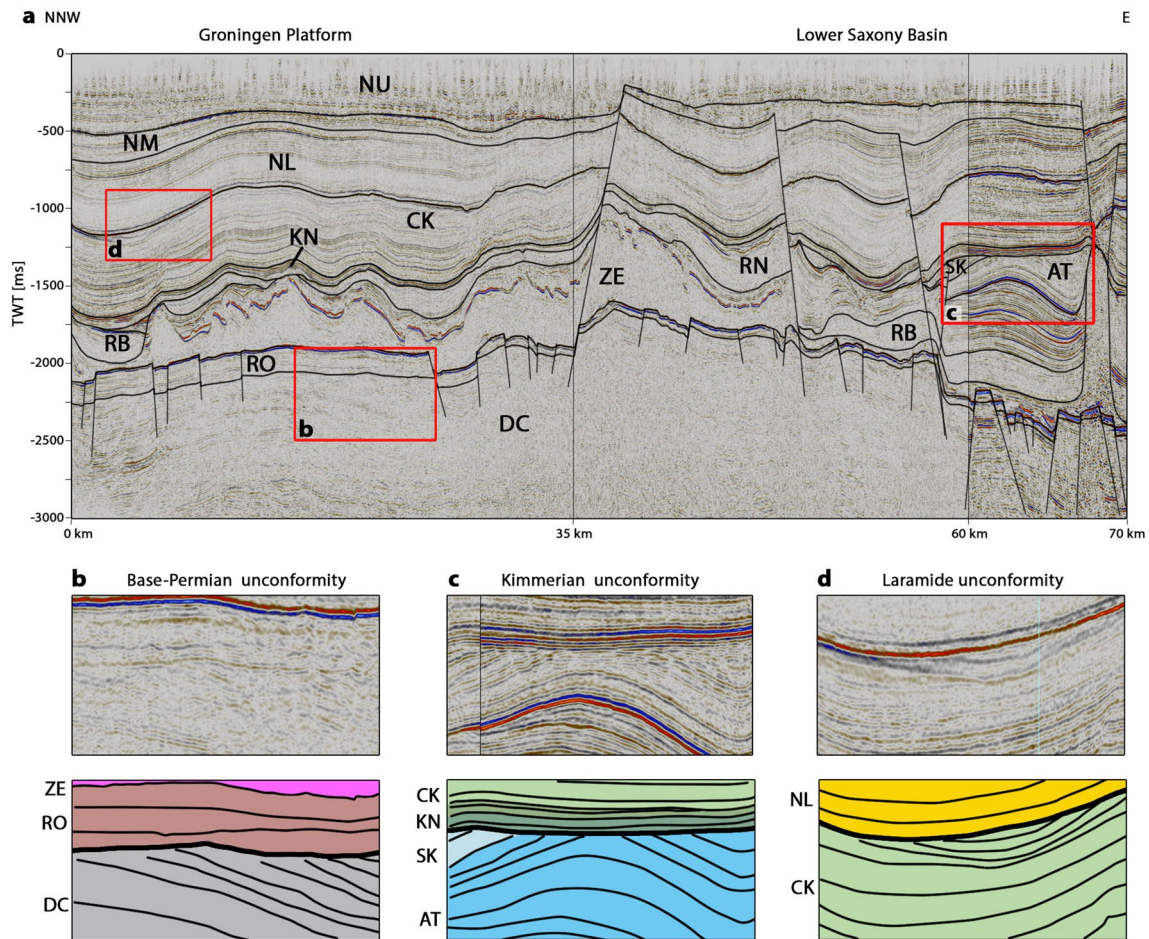 a NNW E
Groningen Platform Lower Saxony Basin
0
NU
-500
NM
NL
-1000
d CK
KN
SK AT
ZE RN
TWT [ms]
-1500
c
RB RB
-2000
RO
b DC
-2500
-3000
0 km 35 km 60 km 70 km
b Base-Permian unconformity c Kimmerian unconformity d Laramide unconformity
ZE CK NL
RO KN
SK
DC AT CK